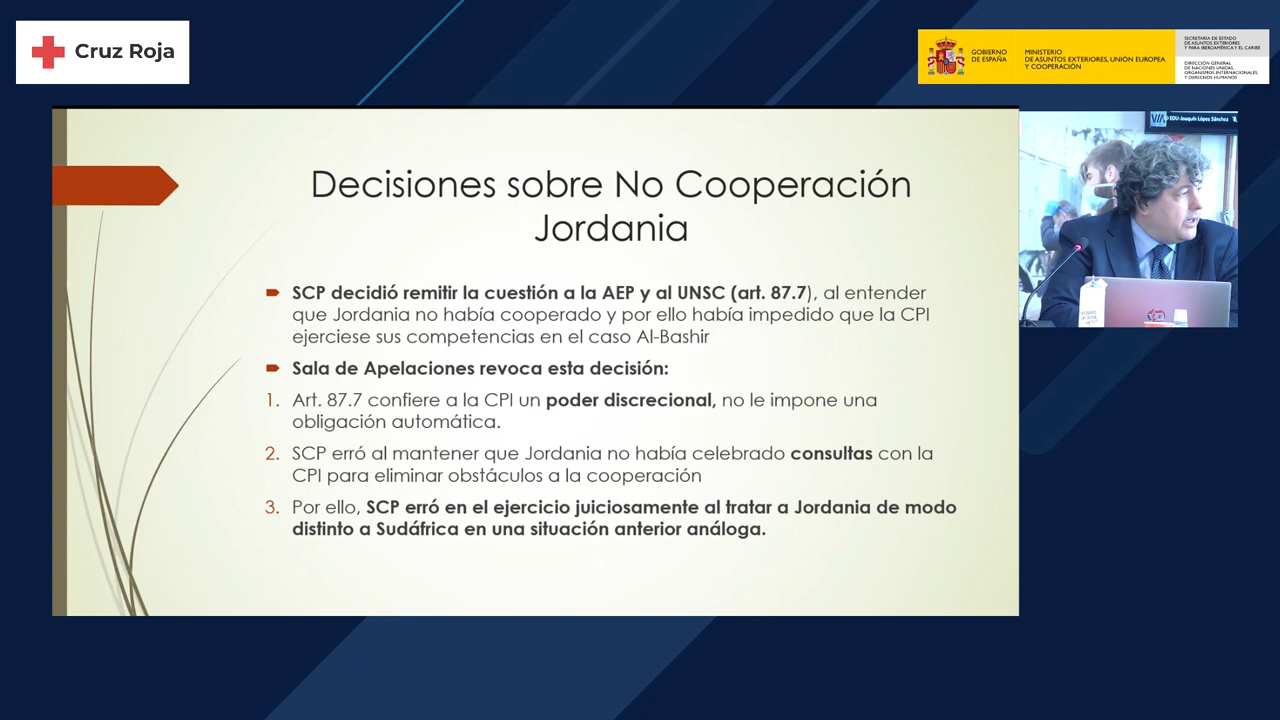 Cruz Roja
GOBIERNO
DE ESPAÑA
MINISTERIO
DE ASUNTOS EXTERIORES, UNIÓN EUROPEA
Y COOPERACIÓN
SECRETARÍA DE ESTADO
DE ASUNTOS EXTERIORES
Y PARA IBEROAMÉRICA Y EL CARIBE
DIRECCIÓN GENERAL
DE NACIONES UNIDAS,
ORGANISMOS INTERNACIONALES
Y DERECHOS HUMANOS
EDU-Joaquín López Sánchez
Decisiones sobre No Cooperación
Jordania
SCP decidió remitir la cuestión a la AEP y al UNSC (art. 87.7), al entender
que Jordania no había cooperado y por ello había impedido que la CPI
ejerciese sus competencias en el caso Al-Bashir
Sala de Apelaciones revoca esta decisión:
1. Art. 87.7 confiere a la CPI un poder discrecional, no le impone una
obligación automática.
2. SCP erró al mantener que Jordania no había celebrado consultas con la
CPI para eliminar obstáculos a la cooperación
3. Por ello, SCP erró en el ejercicio juiciosamente al tratar a Jordania de modo
distinto a Sudáfrica en una situación anterior análoga.